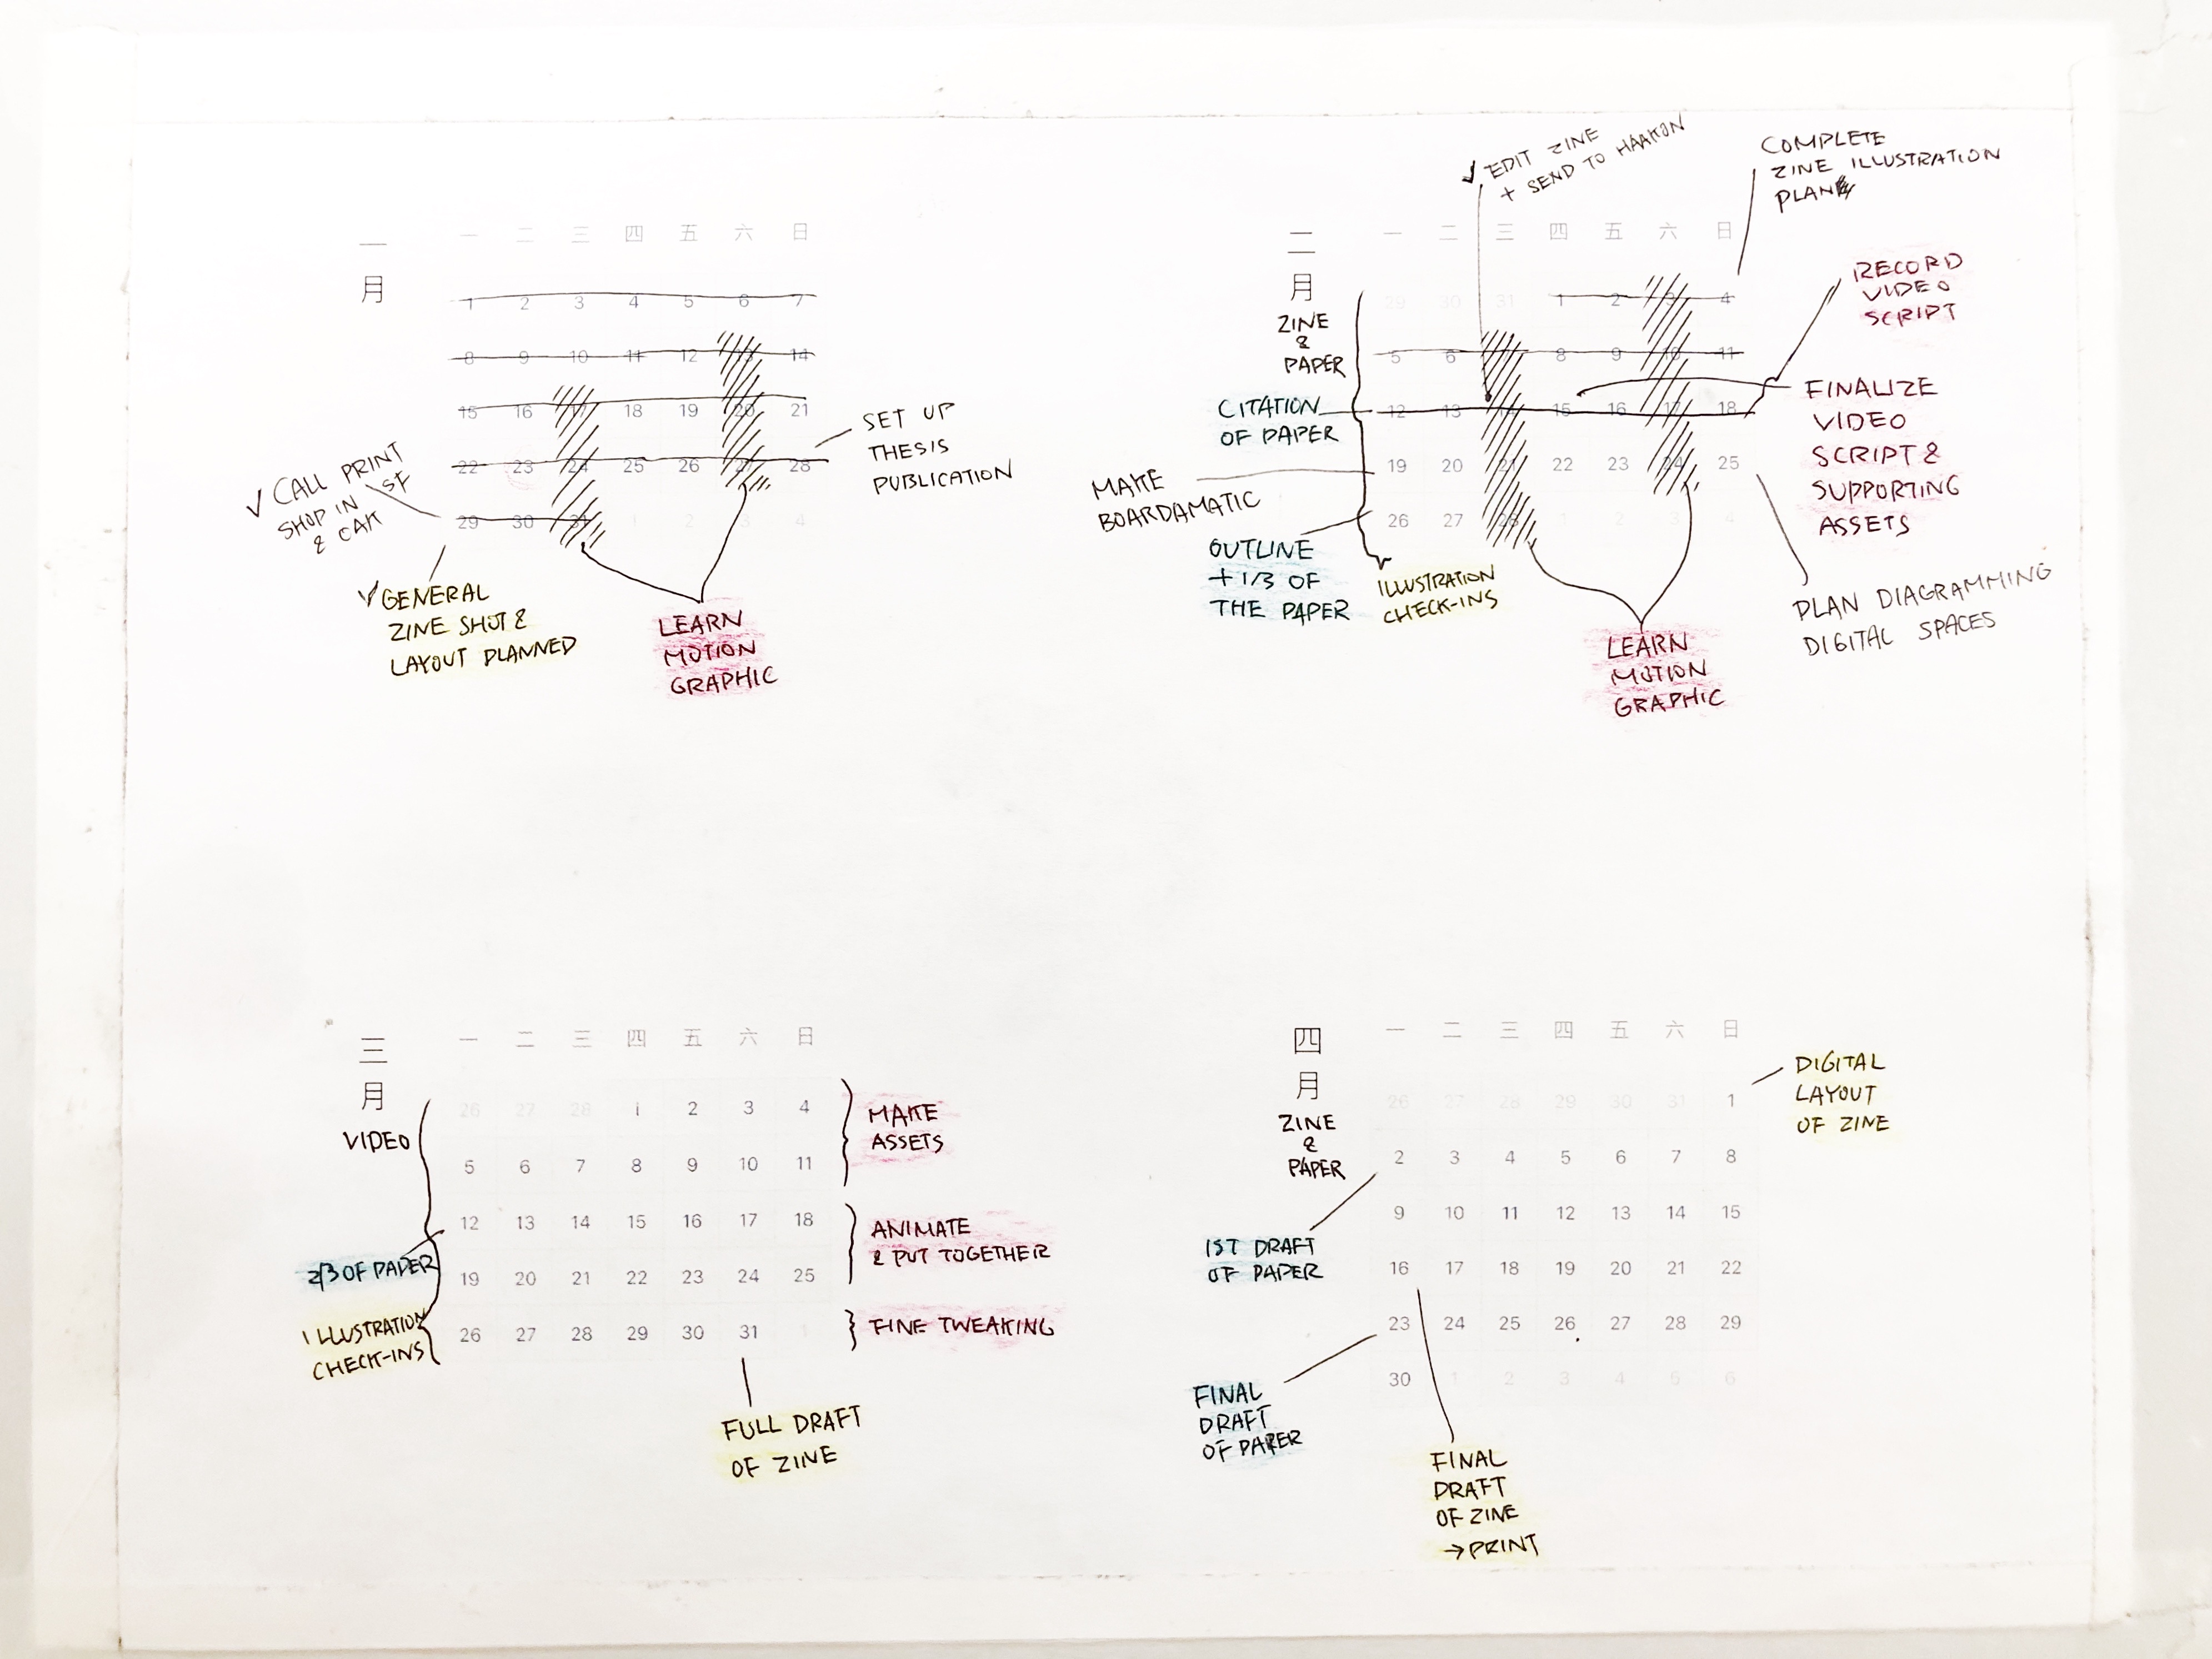 一
月
一 二 三 四 五 六 日
1 2 3 4 5 6 7
8 9 10 11 12 13 14
15 16 17 18 19 20 21
22 23 24 25 26 27 28
29 30 31 1 2 3 4
SET UP
THESIS
PUBLICATION
✓ CALL PRINT
SHOP IN SF
& CAK
✓ GENERAL
ZINE SHOT &
LAYOUT PLANNED
LEARN
MOTION
GRAPHIC
✓ EDIT ZINE
+ SEND TO HAAKON
COMPLETE
ZINE ILLUSTRATION
PLAN
二
月
ZINE
&
PAPER
一 二 三 四 五 六 日
29 30 31 1 2 3 4
5 6 8 9 10 11
12 13 14 15 16 17 18
19 20 21 22 23 24 25
26 27 28 1 2 3 4
RECORD
VIDEO
SCRIPT
FINALIZE
VIDEO
SCRIPT &
SUPPORTING
ASSETS
CITATION
OF PAPER
MAKE
BOARDAMATIC
OUTLINE
+ 1/3 OF
THE PAPER
ILLUSTRATION
CHECK-INS
LEARN
MOTION
GRAPHIC
PLAN DIAGRAMMING
DIGITAL SPACES
三
月
VIDEO
一 二 三 四 五 六 日
26 27 28 1 2 3 4
5 6 7 8 9 10 11
12 13 14 15 16 17 18
19 20 21 22 23 24 25
26 27 28 29 30 31 1
MAKE
ASSETS
ANIMATE
& PUT TOGETHER
FINE TWEAKING
2/3 OF PAPER
ILLUSTRATION
CHECK-INS
FULL DRAFT
OF ZINE
四
月
ZINE
&
PAPER
一 二 三 四 五 六 日
26 27 28 29 30 31 1
2 3 4 5 6 7 8
9 10 11 12 13 14 15
16 17 18 19 20 21 22
23 24 25 26 27 28 29
30 1 2 3 4 5 6
DIGITAL
LAYOUT
OF ZINE
1ST DRAFT
OF PAPER
FINAL
DRAFT
OF PAPER
FINAL
DRAFT
OF ZINE
→ PRINT